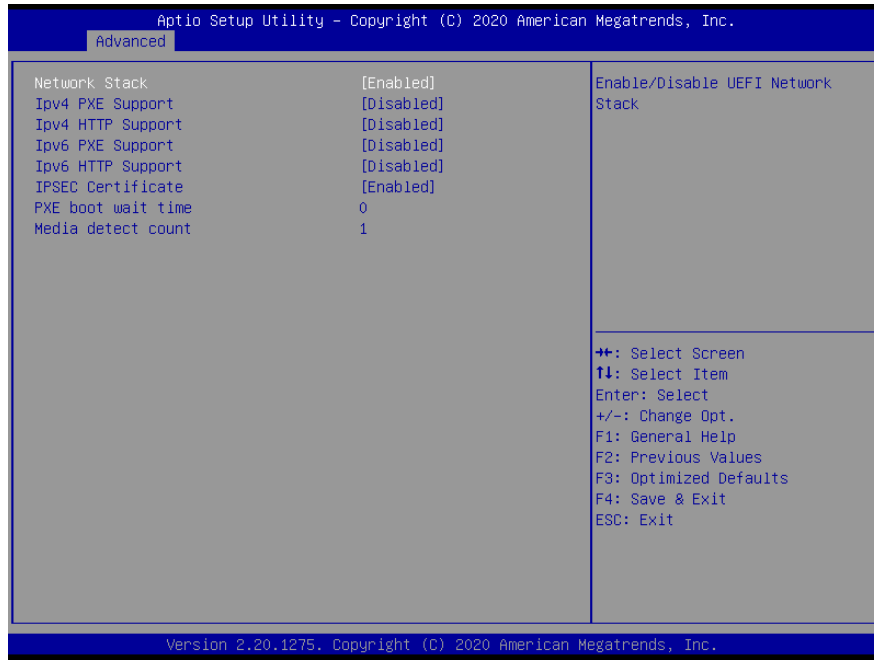 Aptio Setup Utility – Copyright (C) 2020 American Megatrends, Inc.
Advanced
Network Stack [Enabled]
Ipv4 PXE Support [Disabled]
Ipv4 HTTP Support [Disabled]
Ipv6 PXE Support [Disabled]
Ipv6 HTTP Support [Disabled]
IPSEC Certificate [Enabled]
PXE boot wait time 0
Media detect count 1
Enable/Disable UEFI Network
Stack
→←: Select Screen
↑↓: Select Item
Enter: Select
+/-: Change Opt.
F1: General Help
F2: Previous Values
F3: Optimized Defaults
F4: Save & Exit
ESC: Exit
Version 2.20.1275. Copyright (C) 2020 American Megatrends, Inc.